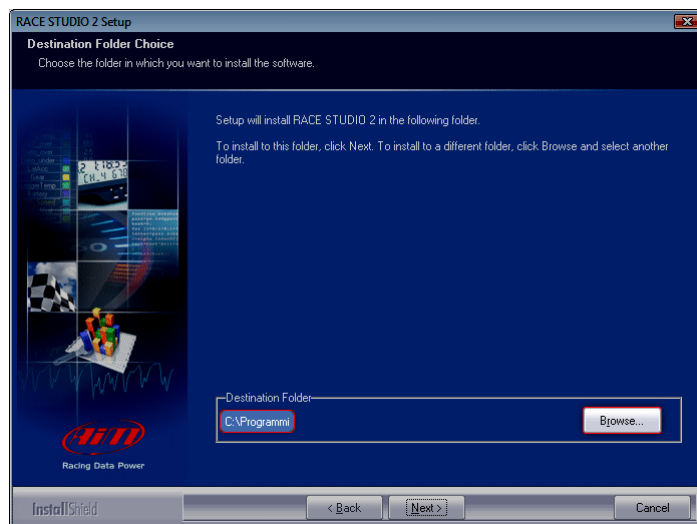 RACE STUDIO 2 Setup
Destination Folder Choice
Choose the folder in which you want to install the software.
Setup will install RACE STUDIO 2 in the following folder.
To install to this folder, click Next. To install to a different folder, click Browse and select another
folder.
Destination Folder
C:\Programmi
Browse...
AiM
Racing Data Power
InstallShield
< Back
Next >
Cancel